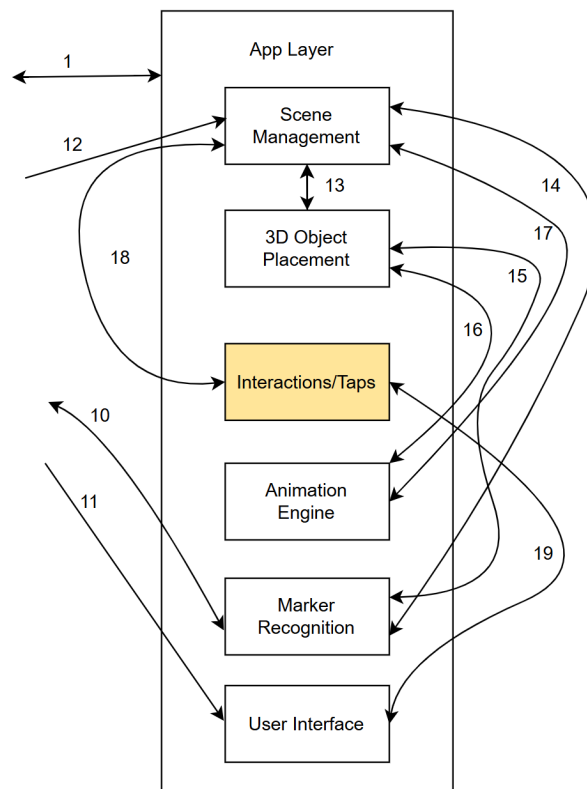 App Layer
1
Scene
Management
12
14
13
17
3D Object
Placement
18
15
16
Interactions/Taps
10
Animation
Engine
11
19
Marker
Recognition
User Interface